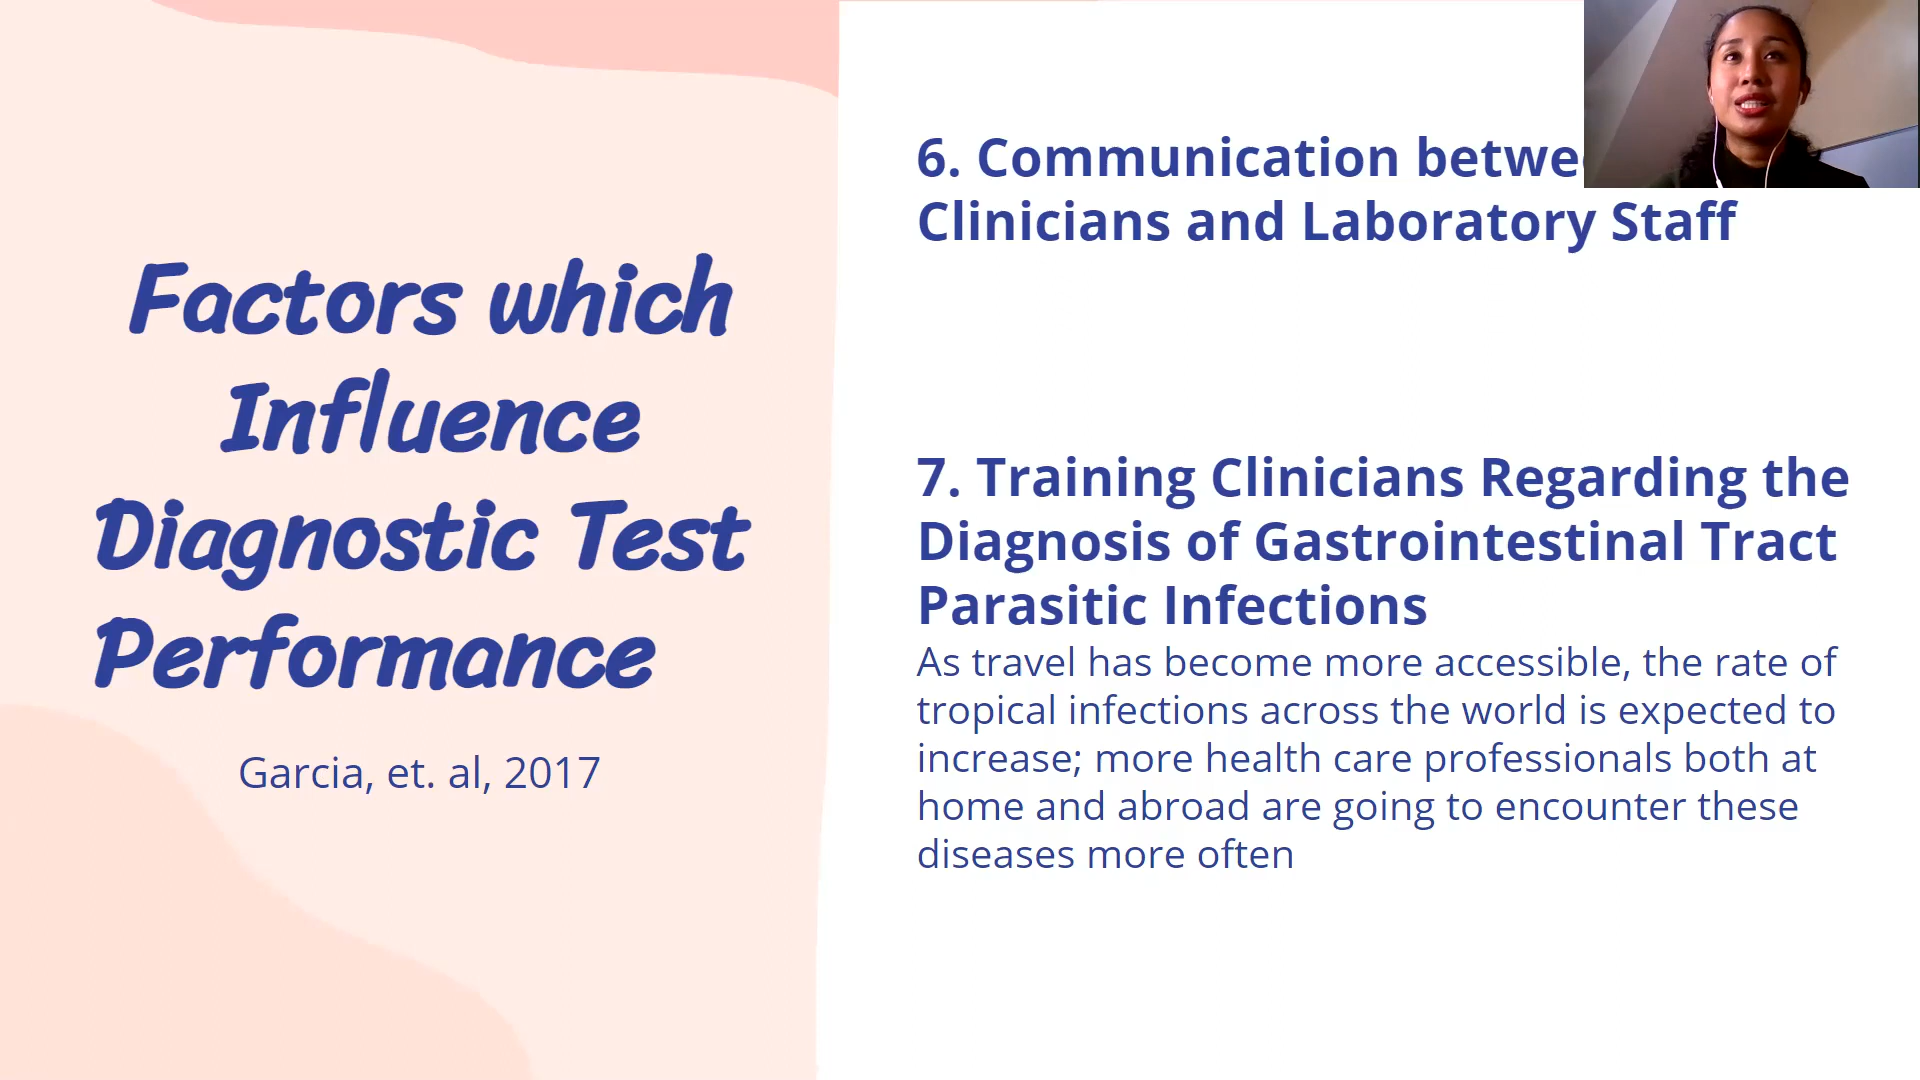 Factors which
Influence
Diagnostic Test
Performance
Garcia, et. al, 2017
6. Communication
Clinicians and Laboratory Staff
7. Training Clinicians Regarding the
Diagnosis of Gastrointestinal Tract
Parasitic Infections
As travel has become more accessible, the rate of
tropical infections across the world is expected to
increase; more health care professionals both at
home and abroad are going to encounter these
diseases more often